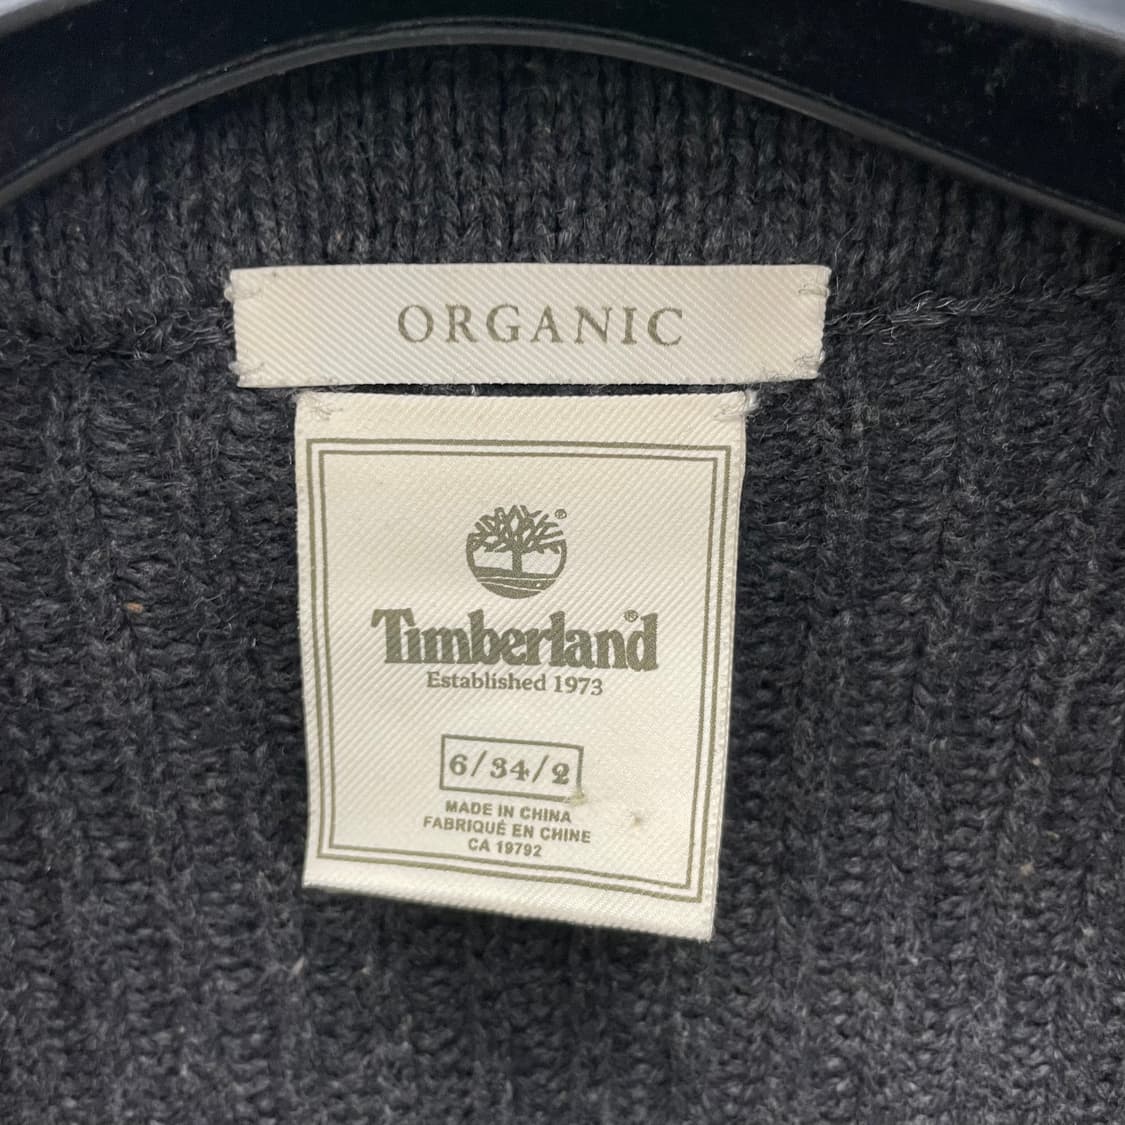 ORGANIC
®
Timberland®
Established 1973
6/34/2
MADE IN CHINA
FABRIQUÉ EN CHINE
CA 19792